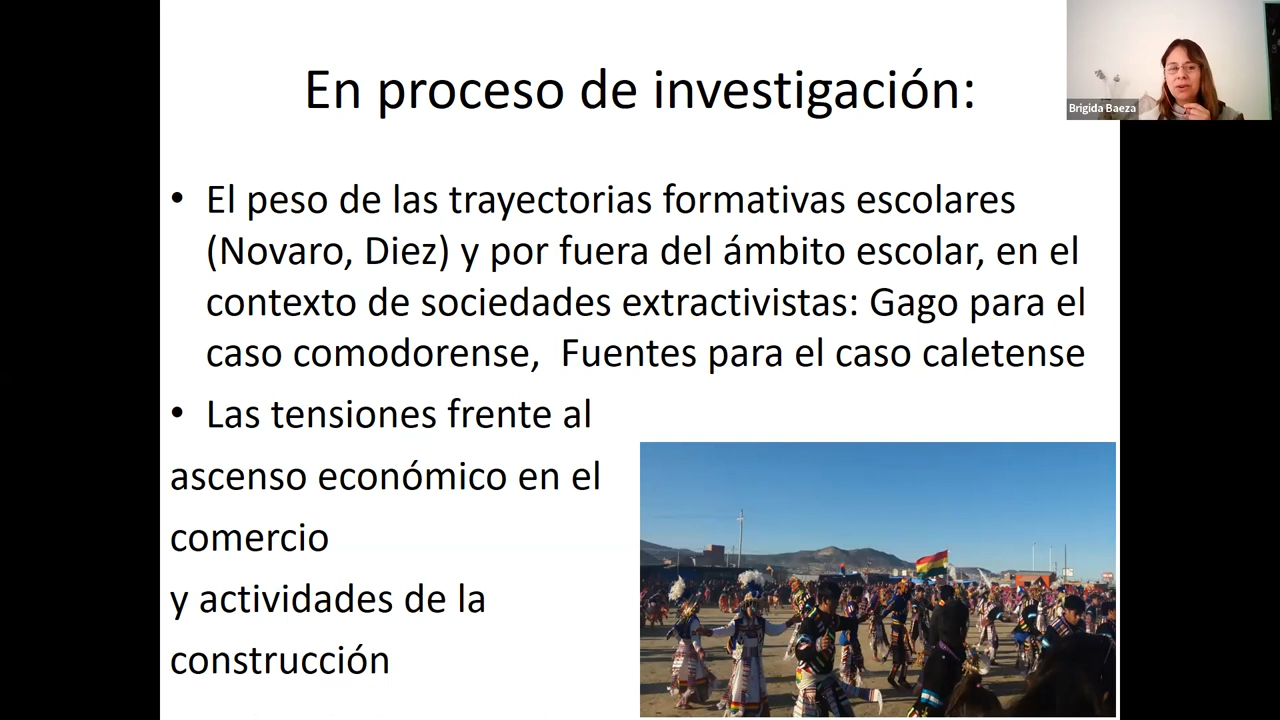 En proceso de investigación:
Brigida Baeza
• El peso de las trayectorias formativas escolares
(Novaro, Diez) y por fuera del ámbito escolar, en el
contexto de sociedades extractivistas: Gago para el
caso comodorense, Fuentes para el caso caletense
• Las tensiones frente al
ascenso económico en el
comercio
y actividades de la
construcción